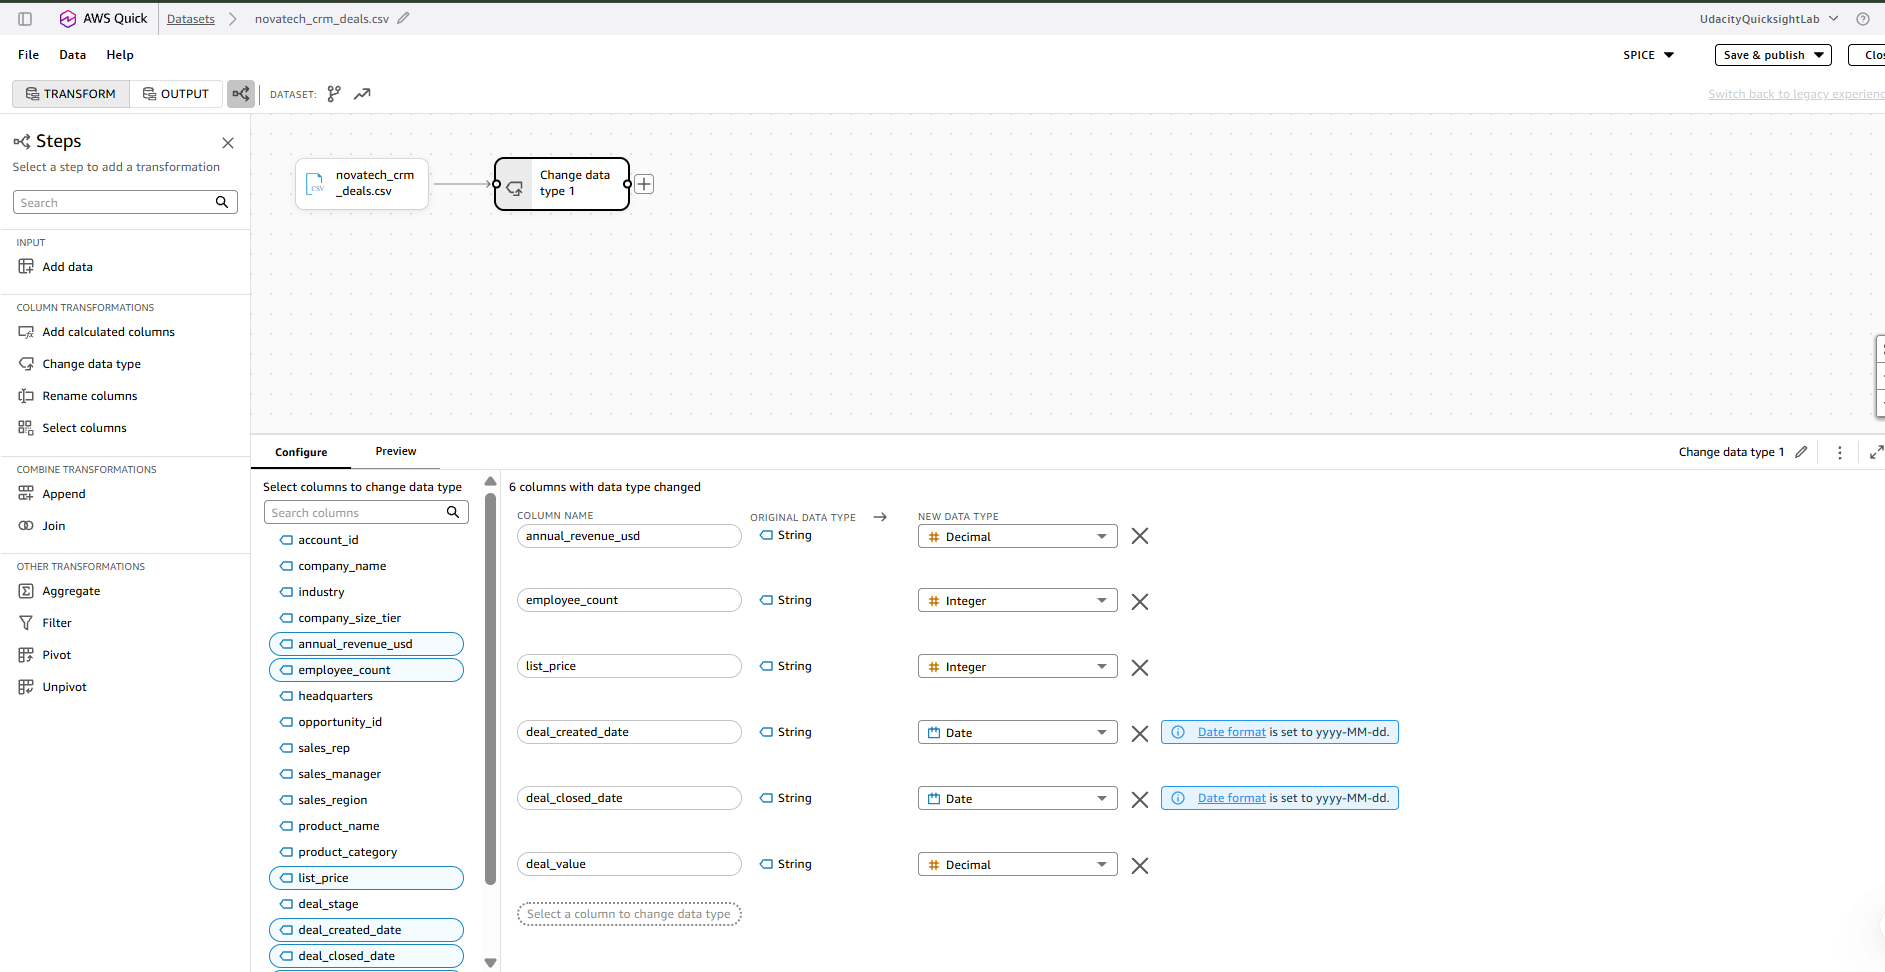 AWS Quick
Datasets
novatech_crm_deals.csv
UdacityQuicksightLab
File
Data
Help
SPICE
Save & publish
TRANSFORM
OUTPUT
DATASET:
Switch back to legacy
Steps
Select a step to add a transformation
Search
INPUT
Add data
COLUMN TRANSFORMATIONS
Add calculated columns
Change data type
Rename columns
Select columns
COMBINE TRANSFORMATIONS
Append
Join
OTHER TRANSFORMATIONS
Aggregate
Filter
Pivot
Unpivot
CSV
novatech_crm
_deals.csv
Change data
type 1
Configure
Preview
Change data type 1
Select columns to change data type
Search columns
account_id
company_name
industry
company_size_tier
annual_revenue_usd
employee_count
headquarters
opportunity_id
sales_rep
sales_manager
sales_region
product_name
product_category
list_price
deal_stage
deal_created_date
deal_closed_date
6 columns with data type changed
COLUMN NAME ORIGINAL DATA TYPE NEW DATA TYPE
annual_revenue_usd String Decimal
employee_count String Integer
list_price String Integer
deal_created_date String Date Date format is set to yyyy-MM-dd.
deal_closed_date String Date Date format is set to yyyy-MM-dd.
deal_value String Decimal
Select a column to change data type